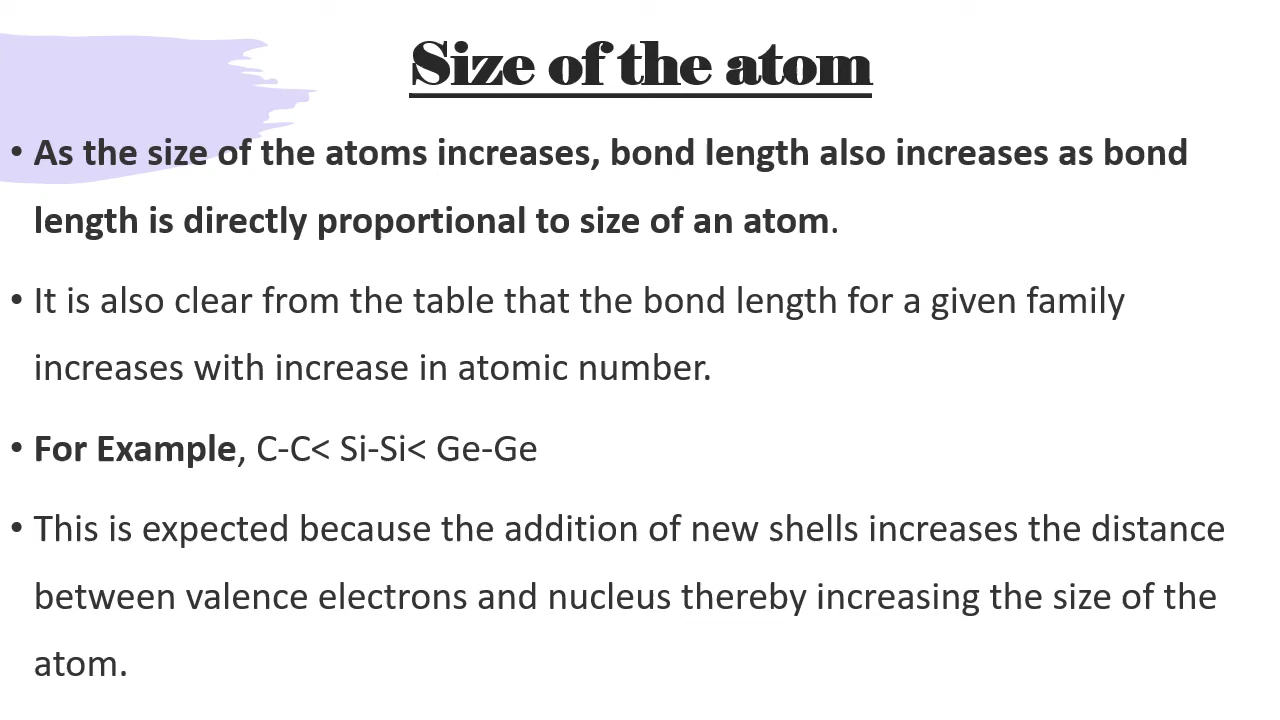 Size of the atom
• As the size of the atoms increases, bond length also increases as bond
length is directly proportional to size of an atom.
• It is also clear from the table that the bond length for a given family
increases with increase in atomic number.
• For Example, C-C< Si-Si< Ge-Ge
• This is expected because the addition of new shells increases the distance
between valence electrons and nucleus thereby increasing the size of the
atom.